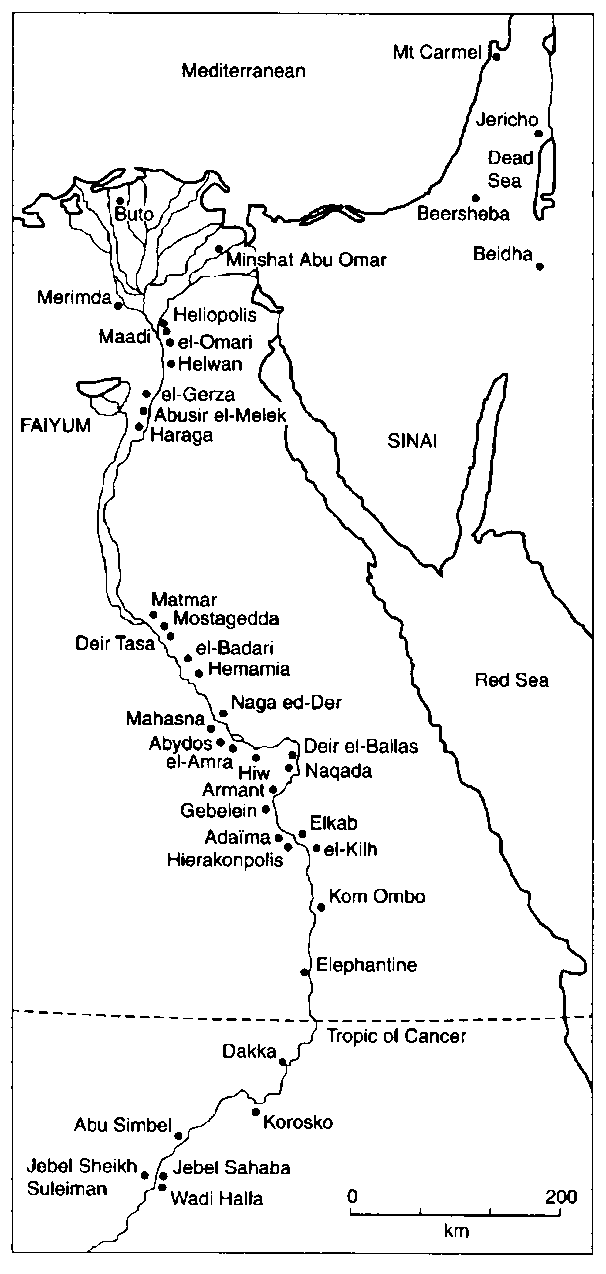 Mt Carmel
Mediterranean
Jericho
Dead
Sea
Buto
Beersheba
Minshat Abu Omar
Beidha
Merimda
Heliopolis
Maadi
el-Omari
Helwan
el-Gerza
Abusir el-Melek
FAIYUM
Haraga
SINAI
Matmar
Mostagedda
Deir Tasa
el-Badari
Hemamia
Red Sea
Naga ed-Der
Mahasna
Abydos
el-Amra
Deir el-Ballas
Hiw
Naqada
Armant
Gebelein
Elkab
Adaïma
el-Kilh
Hierakonpolis
Kom Ombo
Elephantine
Tropic of Cancer
Dakka
Abu Simbel
Korosko
Jebel Sheikh
Suleiman
Jebel Sahaba
Wadi Halla
0 200
km